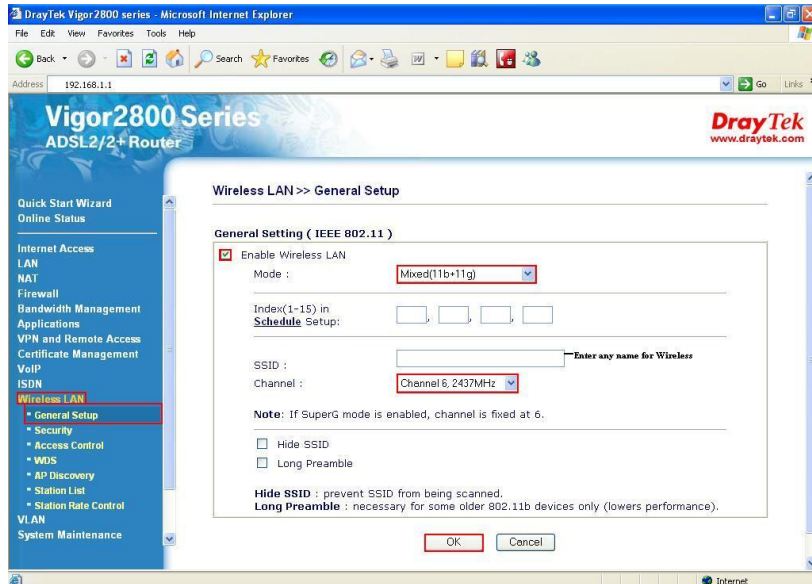 DrayTek Vigor2800 series - Microsoft Internet Explorer
File Edit View Favorites Tools Help
Back Search Favorites
Address 192.168.1.1 Go Links
Vigor2800 Series
ADSL2/2+ Router
DrayTek
www.draytek.com
Quick Start Wizard
Online Status
Internet Access
LAN
NAT
Firewall
Bandwidth Management
Applications
VPN and Remote Access
Certificate Management
VoIP
ISDN
Wireless LAN
General Setup
Security
Access Control
WDS
AP Discovery
Station List
Station Rate Control
VLAN
System Maintenance
Wireless LAN >> General Setup
General Setting ( IEEE 802.11 )
Enable Wireless LAN
Mode : Mixed(11b+11g)
Index(1-15) in
Schedule Setup: , , ,
SSID : Enter any name for Wireless
Channel : Channel 6, 2437MHz
Note: If SuperG mode is enabled, channel is fixed at 6.
Hide SSID
Long Preamble
Hide SSID : prevent SSID from being scanned.
Long Preamble : necessary for some older 802.11b devices only (lowers performance).
OK Cancel
Internet